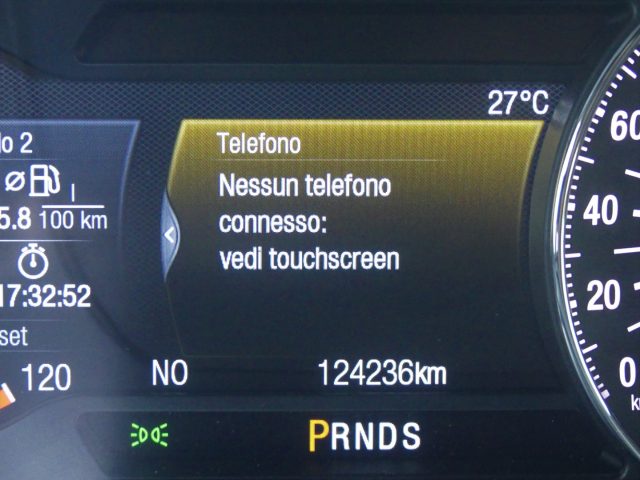 27°C
o 2
Telefono
Nessun telefono
connesso:
vedi touchscreen
5.8 l
100 km
17:32:52
set
120
NO
124236km
PRNDS
60
40
20
0